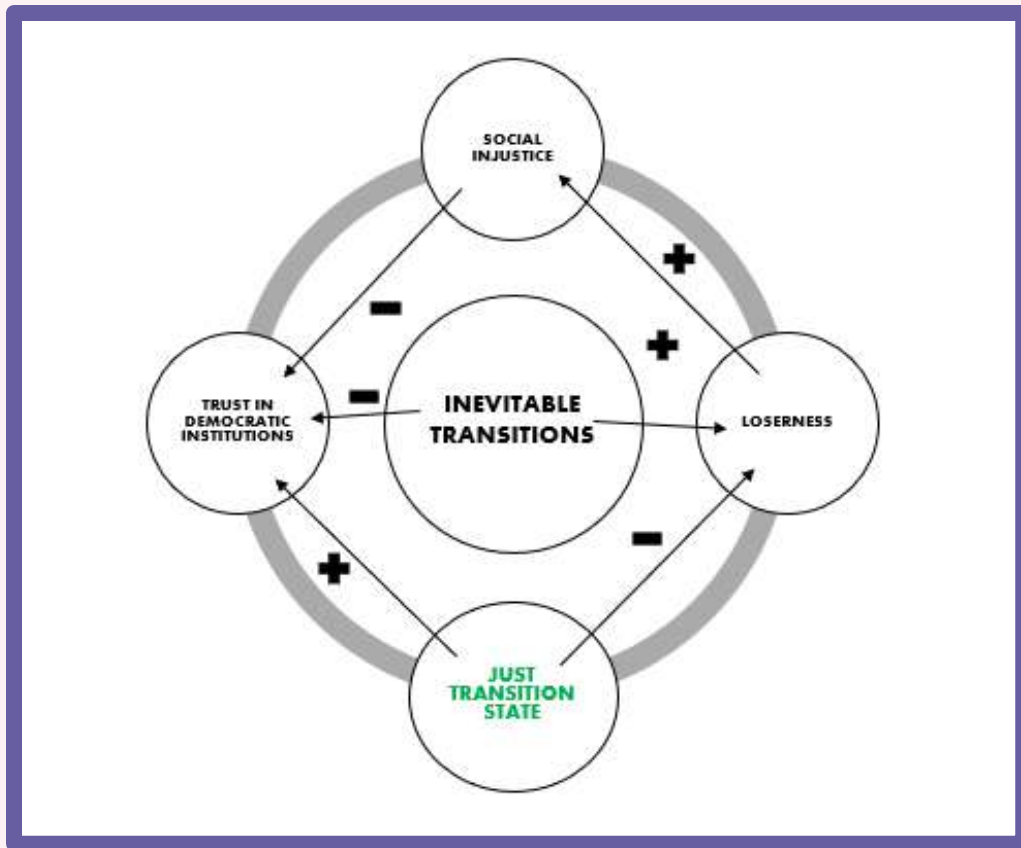 SOCIAL
INJUSTICE
INEVITABLE
TRANSITIONS
TRUST IN
DEMOCRATIC
INSTITUTIONS
LOSERNESS
JUST
TRANSITION
STATE